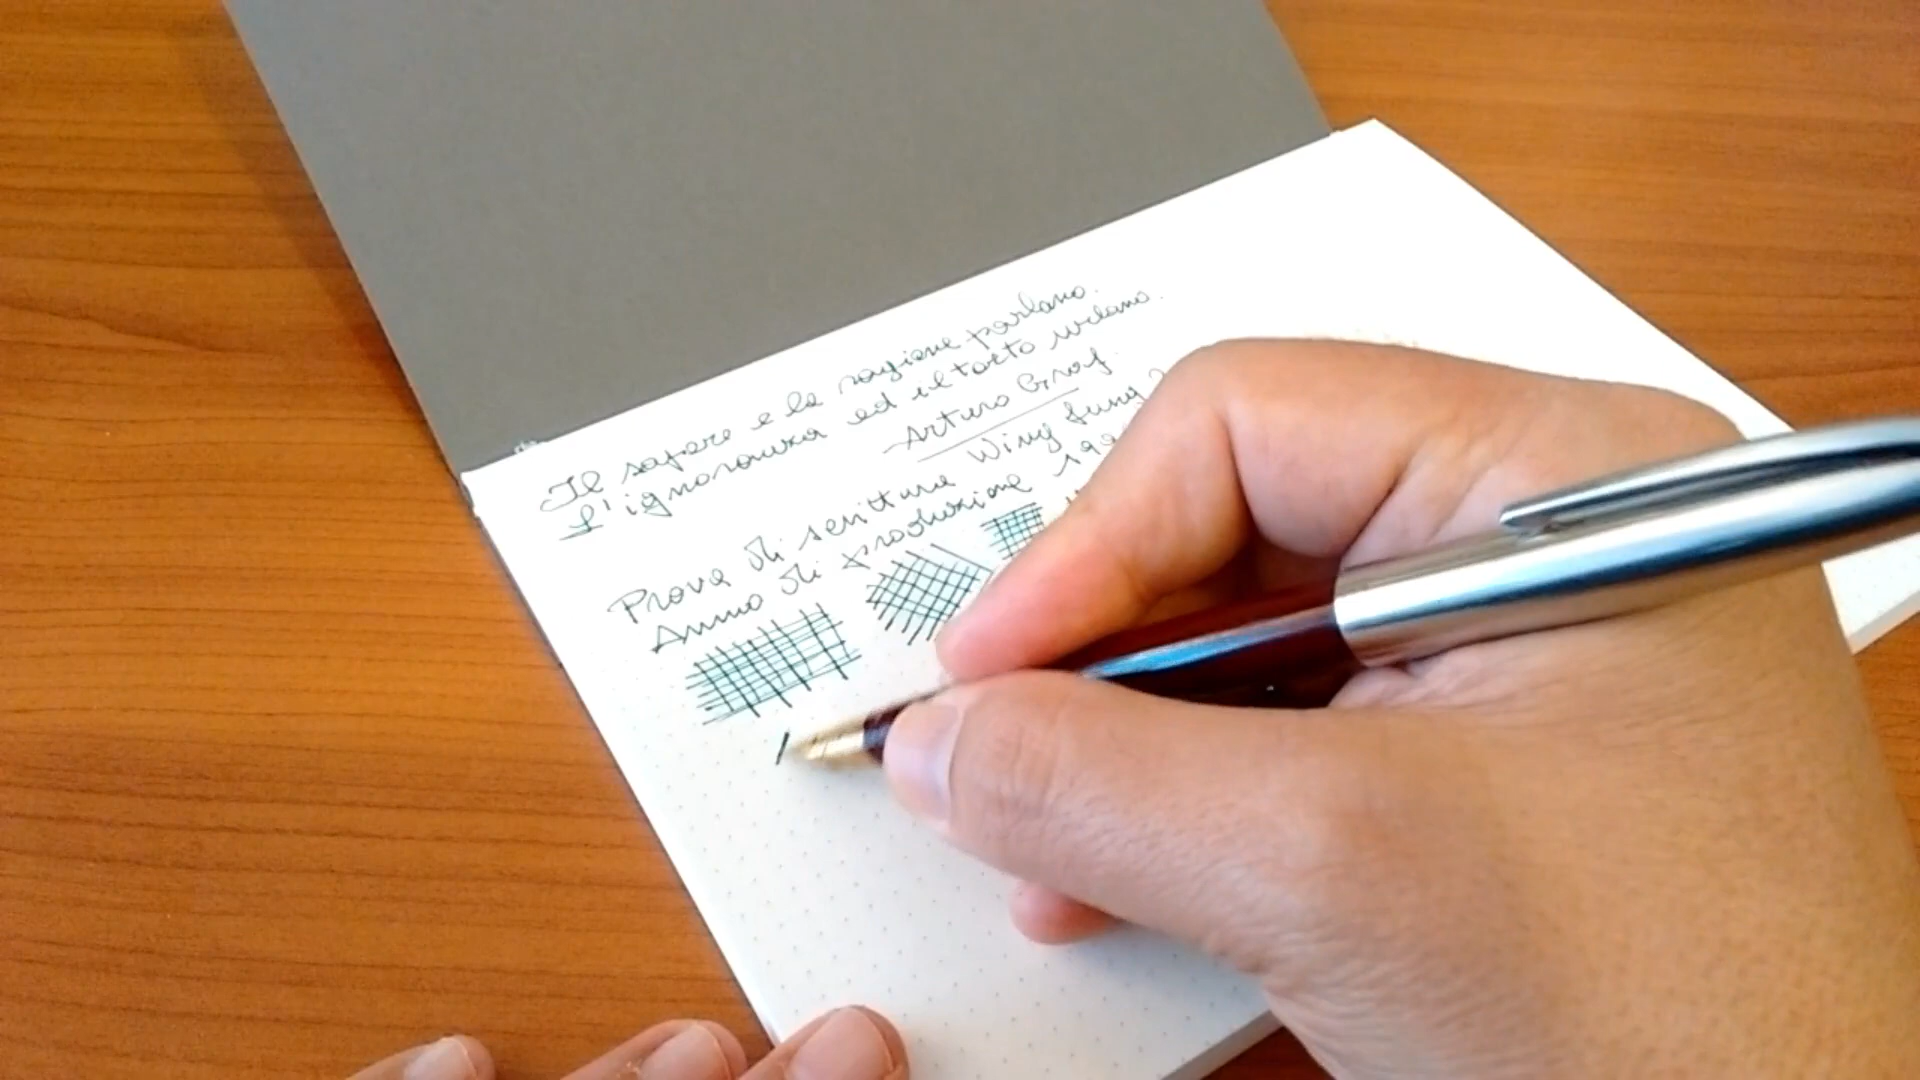 Il sapere e la ragione parlano.
L'ignoranza ed il torto urlano.
Arturo Graf.
Prova di scrittura Wing Sung
Anno di produzione 199